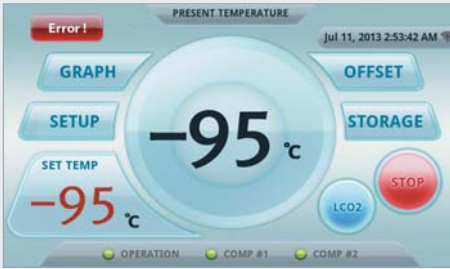 PRESENT TEMPERATURE
Error!
Jul 11, 2013 2:53:42 AM
GRAPH
OFFSET
SETUP
STORAGE
-95 ℃
SET TEMP
-95 ℃
STOP
LCO2
OPERATION
COMP #1
COMP #2